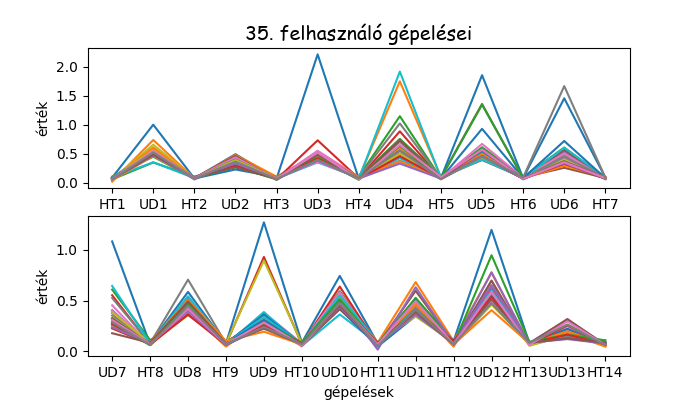 35. felhasználó gépelései
érték
2.0
1.5
1.0
0.5
0.0
HT1 UD1 HT2 UD2 HT3 UD3 HT4 UD4 HT5 UD5 HT6 UD6 HT7
érték
1.0
0.5
0.0
UD7 HT8 UD8 HT9 UD9 HT10 UD10 HT11 UD11 HT12 UD12 HT13 UD13 HT14
gépelések